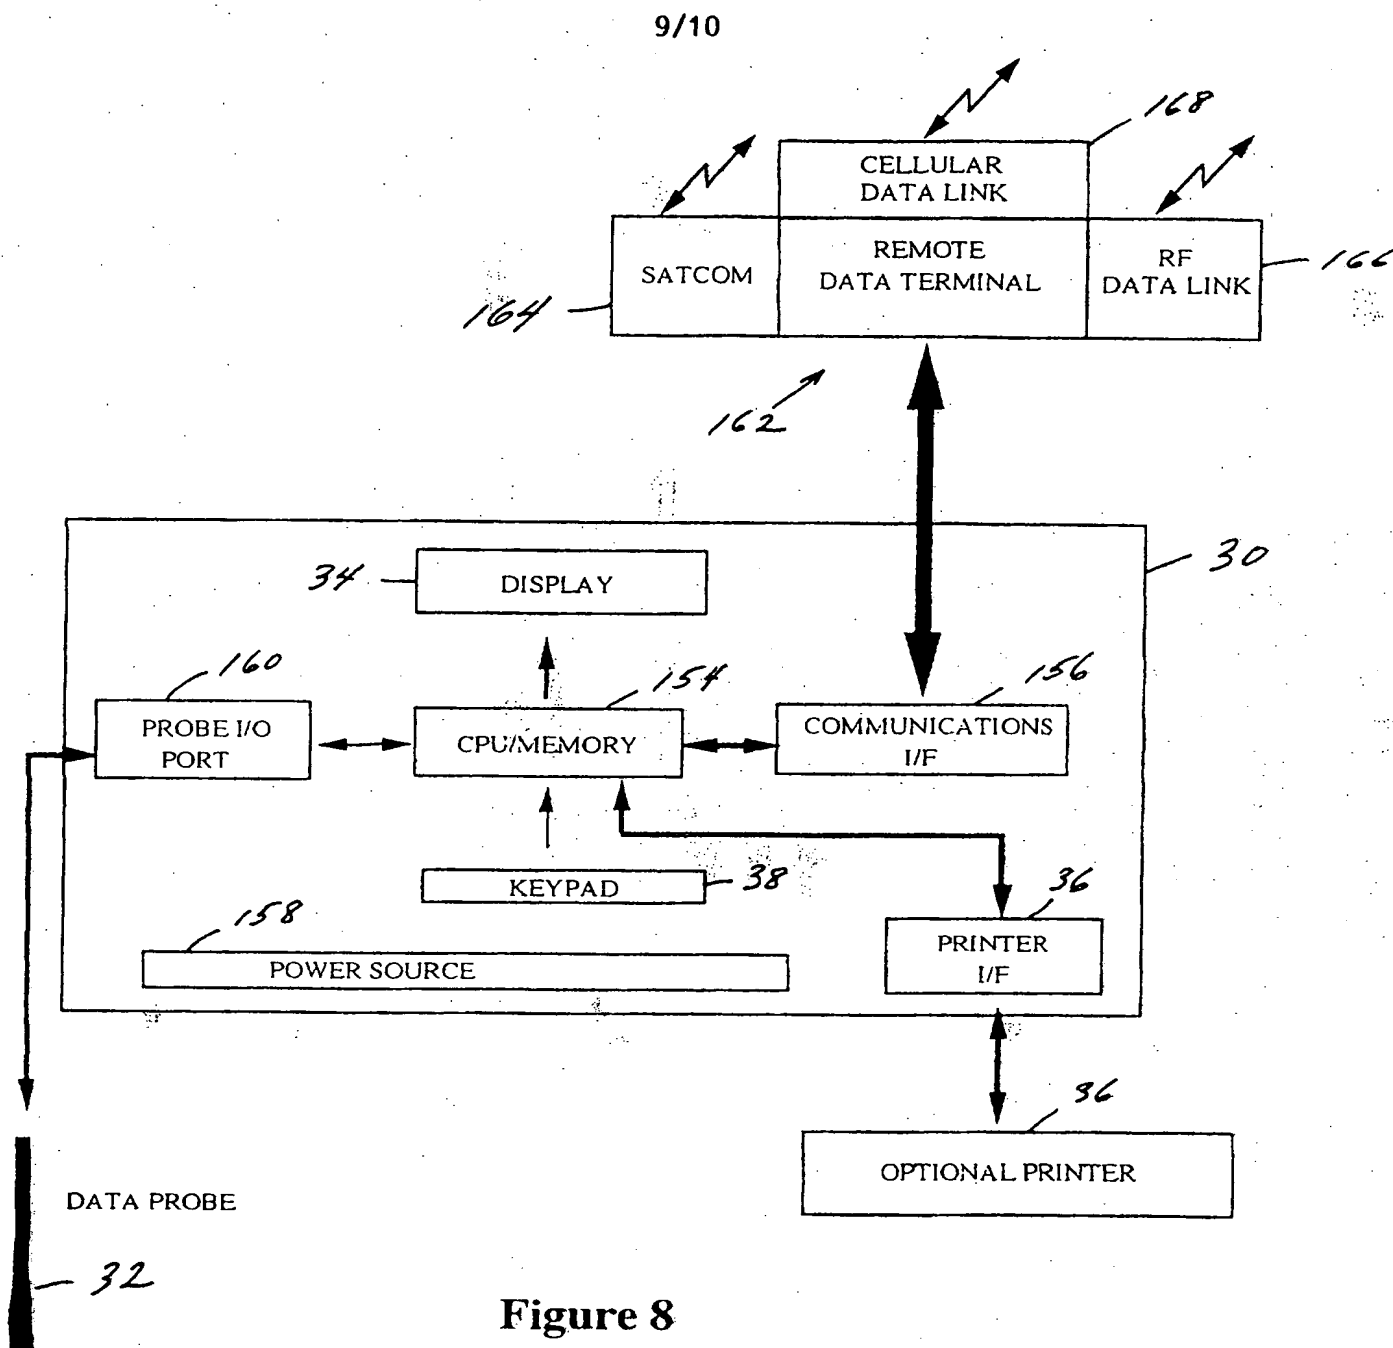 9/10
168
CELLULAR
DATA LINK
SATCOM
REMOTE
DATA TERMINAL
RF
DATA LINK
166
164
162
30
34
DISPLAY
160
154
156
PROBE I/O
PORT
CPU/MEMORY
COMMUNICATIONS
I/F
KEYPAD
38
36
158
POWER SOURCE
PRINTER
I/F
36
OPTIONAL PRINTER
DATA PROBE
32
Figure 8